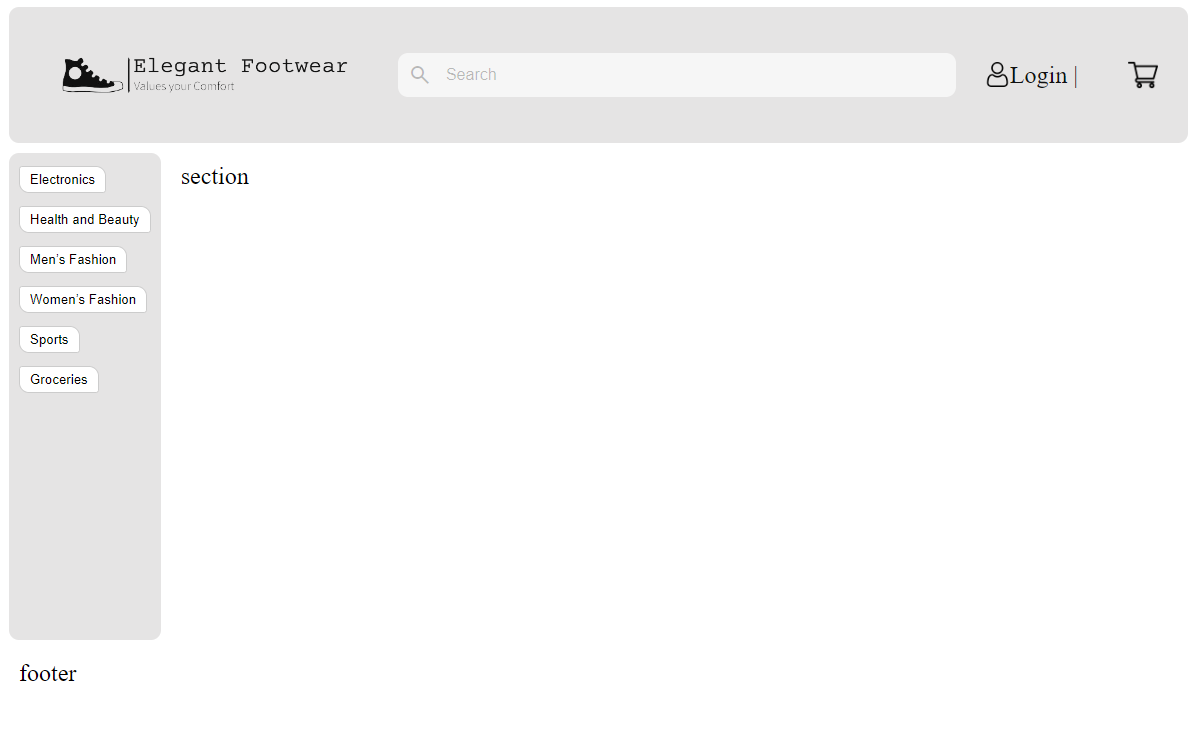 Elegant Footwear
Values your Comfort
Search
Login |
Electronics
Health and Beauty
Men's Fashion
Women's Fashion
Sports
Groceries
section
footer